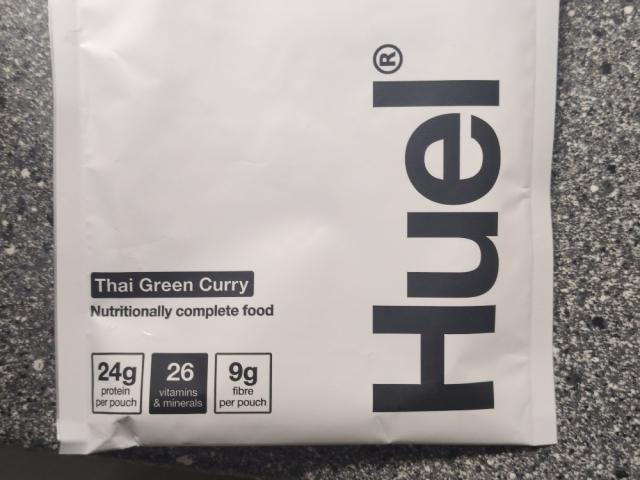 Huel®
Thai Green Curry
Nutritionally complete food
24g
protein
per pouch
26
vitamins
& minerals
9g
fibre
per pouch